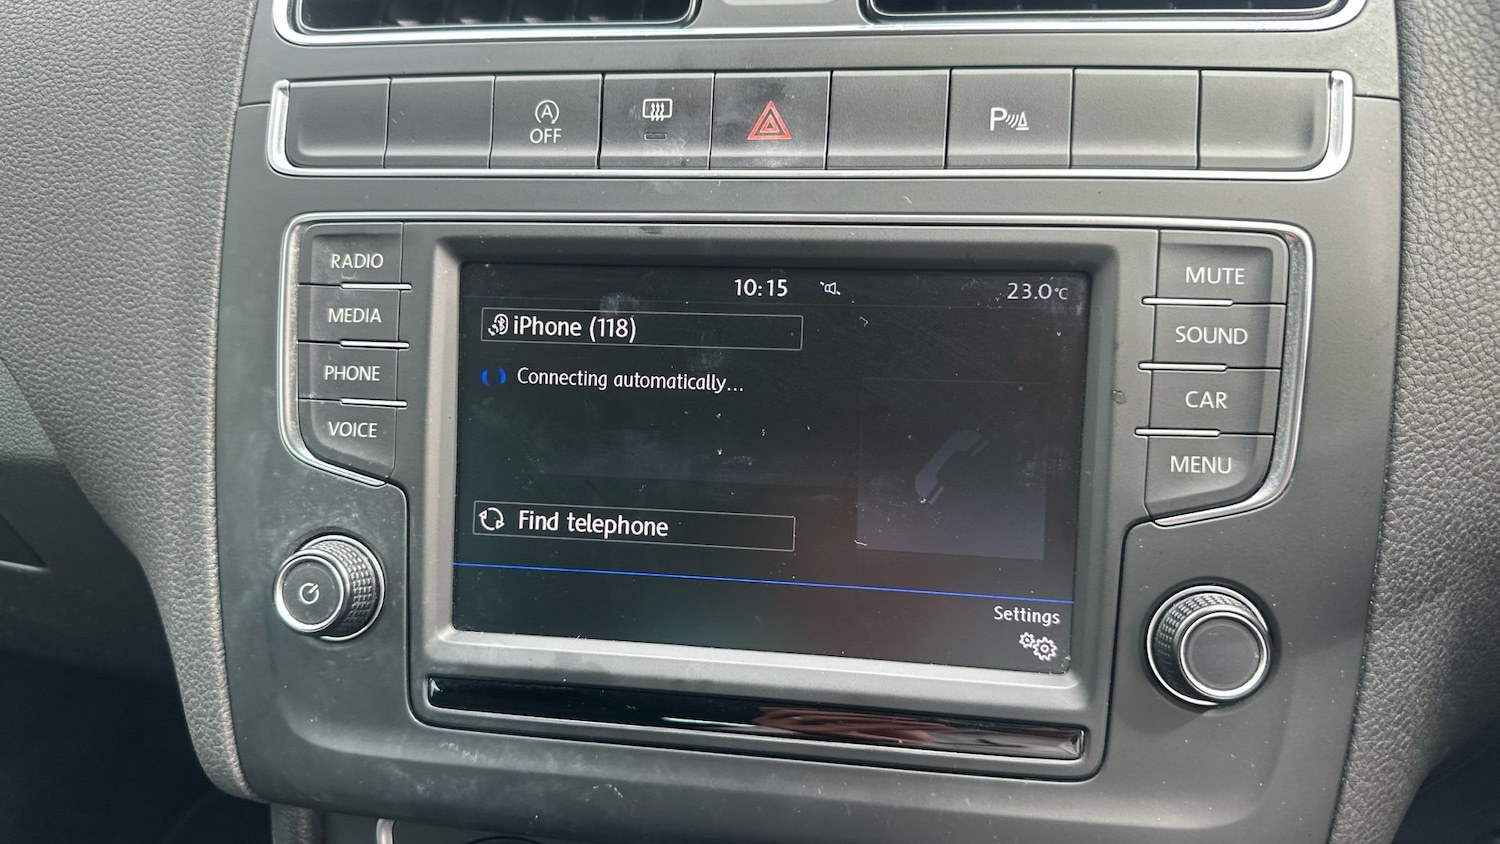 A
OFF
P
RADIO
MEDIA
PHONE
VOICE
10:15
23.0°C
iPhone (118)
Connecting automatically...
Find telephone
Settings
MUTE
SOUND
CAR
MENU